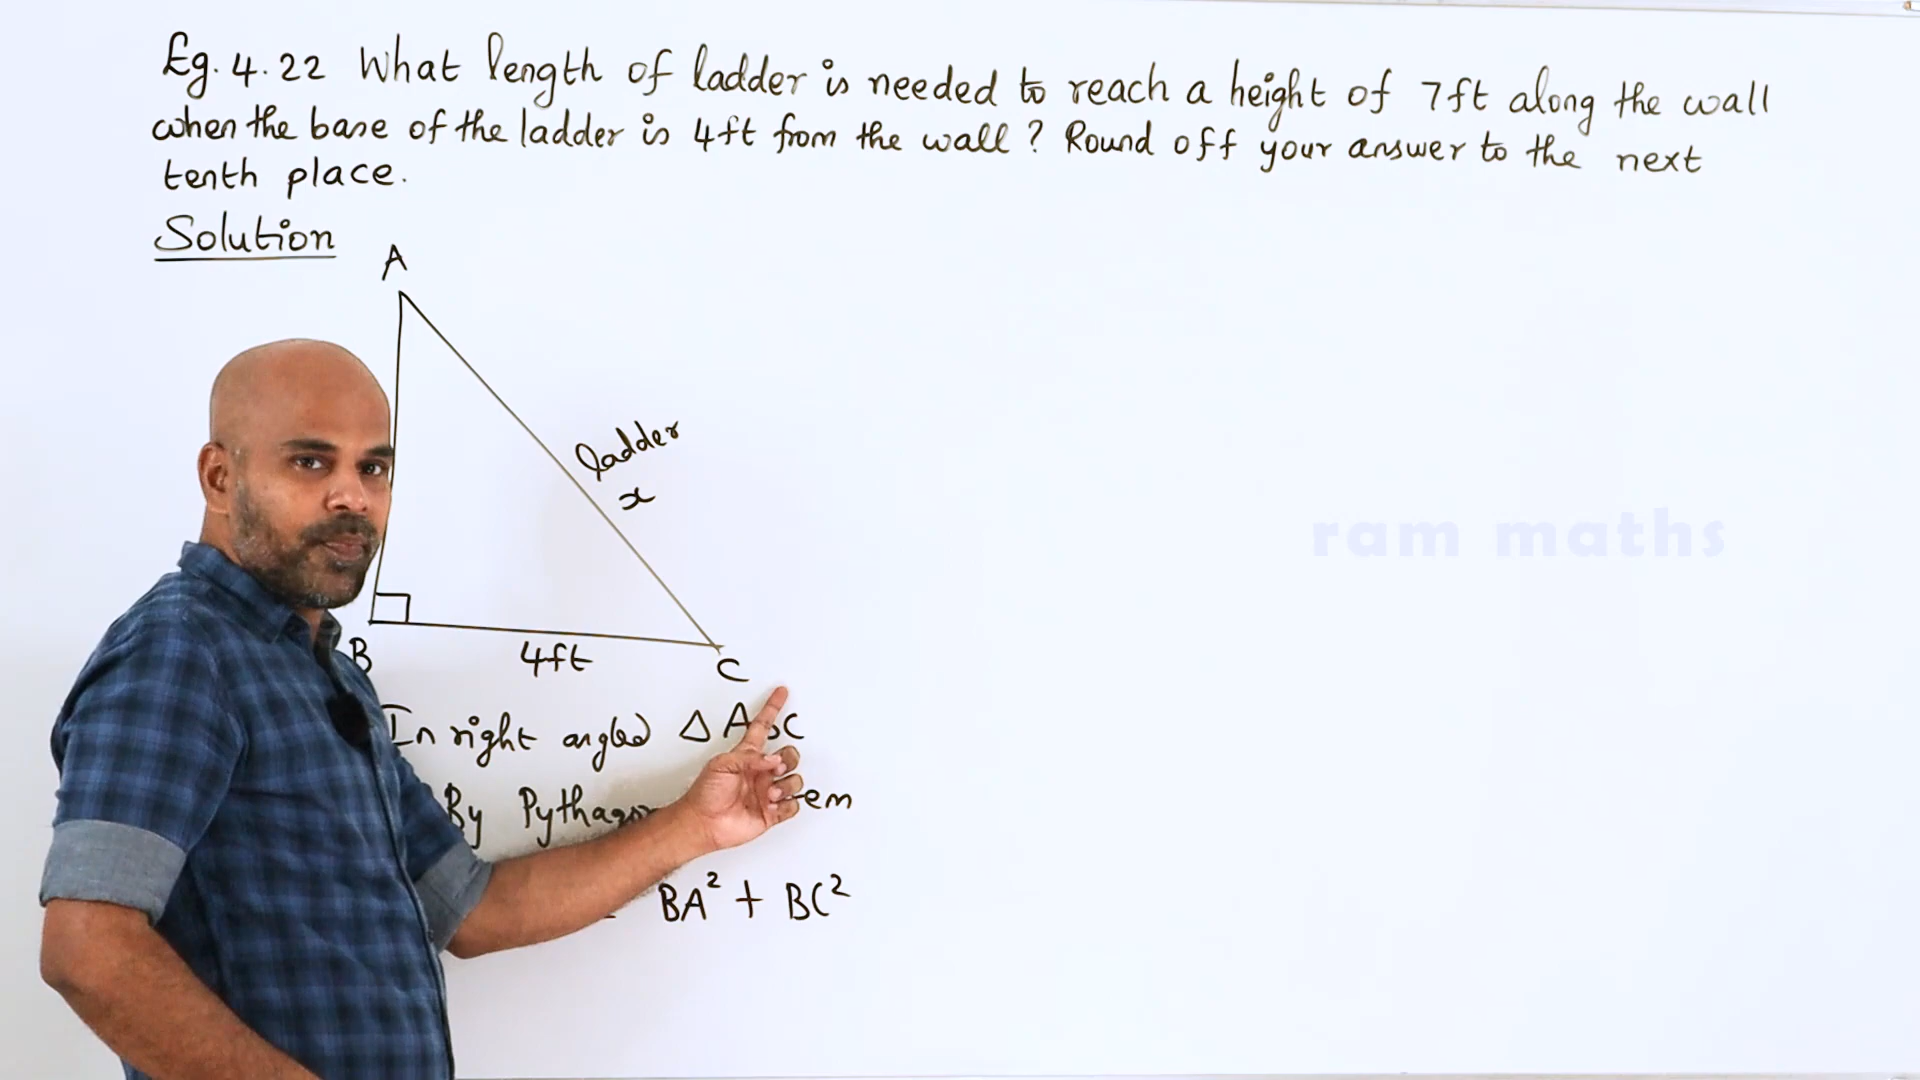 Eg. 4.22 What length of ladder is needed to reach a height of 7ft along the wall
when the base of the ladder is 4ft from the wall? Round off your answer to the next
tenth place.
Solution
A
ladder
x
B
4ft
C
In right angled △
By
BA² + BC²
ram maths